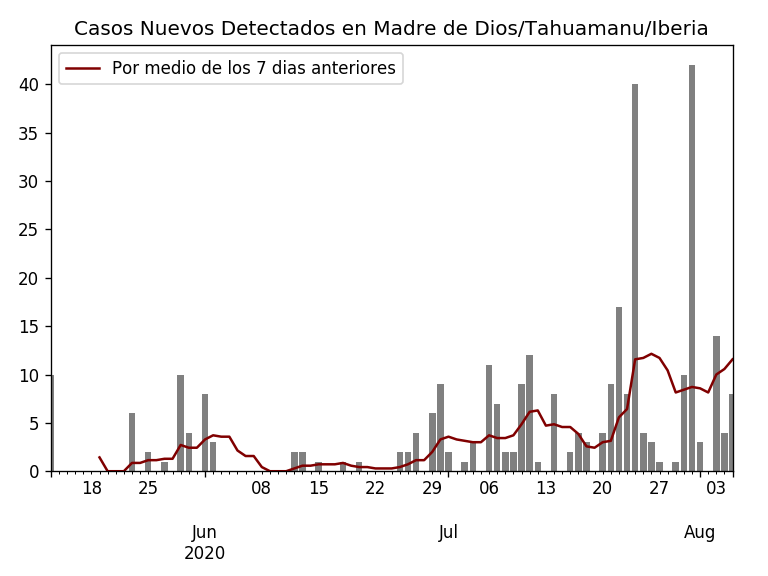 Casos Nuevos Detectados en Madre de Dios/Tahuamanu/Iberia
Por medio de los 7 dias anteriores
40
35
30
25
20
15
10
5
0
18 25 08 15 22 29 06 13 20 27 03
Jun Jul Aug
2020